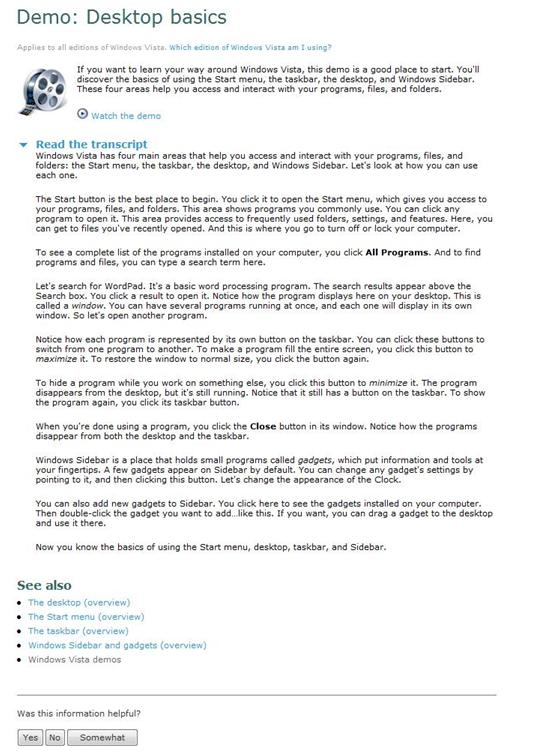 Demo: Desktop basics
Applies to all editions of Windows Vista. Which edition of Windows Vista am I using?
If you want to learn your way around Windows Vista, this demo is a good place to start. You'll
discover the basics of using the Start menu, the taskbar, the desktop, and Windows Sidebar.
These four areas help you access and interact with your programs, files, and folders.
Watch the demo
Read the transcript
Windows Vista has four main areas that help you access and interact with your programs, files, and
folders: the Start menu, the taskbar, the desktop, and Windows Sidebar. Let's look at how you can use
each one.
The Start button is the best place to begin. You click it to open the Start menu, which gives you access to
your programs, files, and folders. This area shows programs you commonly use. You can click any
program to open it. This area provides access to frequently used folders, settings, and features. Here, you
can get to files you've recently opened. And this is where you go to turn off or lock your computer.
To see a complete list of the programs installed on your computer, you click All Programs. And to find
programs and files, you can type a search term here.
Let's search for WordPad. It's a basic word processing program. The search results appear above the
Search box. You click a result to open it. Notice how the program displays here on your desktop. This is
called a window. You can have several programs running at once, and each one will display in its own
window. So let's open another program.
Notice how each program is represented by its own button on the taskbar. You can click these buttons to
switch from one program to another. To make a program fill the entire screen, you click this button to
maximize it. To restore the window to normal size, you click the button again.
To hide a program while you work on something else, you click this button to minimize it. The program
disappears from the desktop, but it's still running. Notice that it still has a button on the taskbar. To show
the program again, you click its taskbar button.
When you're done using a program, you click the Close button in its window. Notice how the programs
disappear from both the desktop and the taskbar.
Windows Sidebar is a place that holds small programs called gadgets, which put information and tools at
your fingertips. A few gadgets appear on Sidebar by default. You can change any gadget's settings by
pointing to it, and then clicking this button. Let's change the appearance of the Clock.
You can also add new gadgets to Sidebar. You click here to see the gadgets installed on your computer.
Then double-click the gadget you want to add...like this. If you want, you can drag a gadget to the desktop
and use it there.
Now you know the basics of using the Start menu, desktop, taskbar, and Sidebar.
See also
• The desktop (overview)
• The Start menu (overview)
• The taskbar (overview)
• Windows Sidebar and gadgets (overview)
• Windows Vista demos
Was this information helpful?
Yes No Somewhat